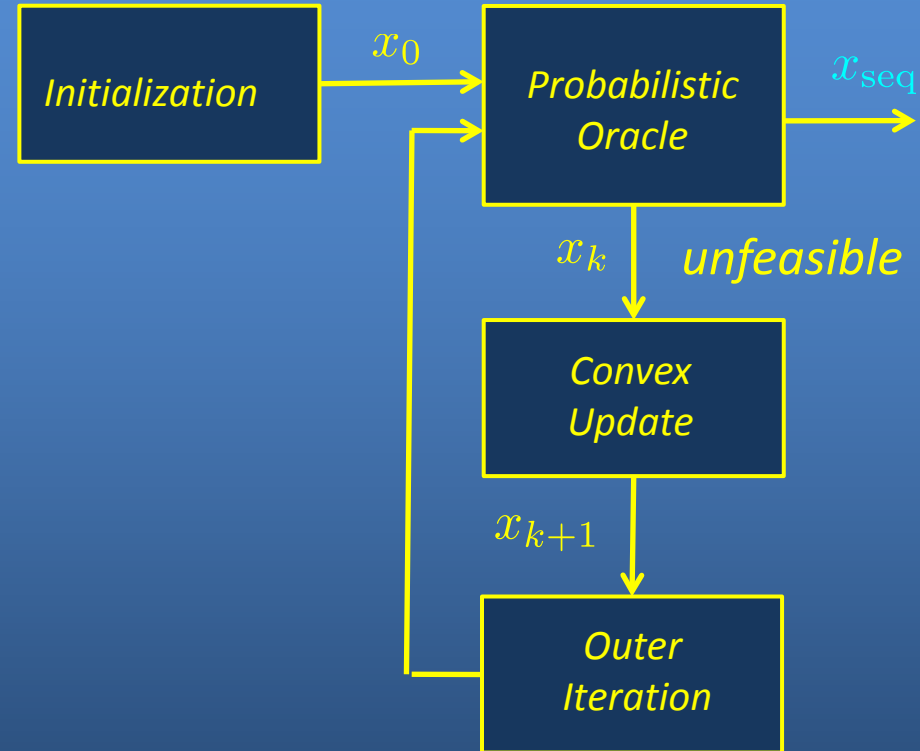 Initialization
x_0
Probabilistic
Oracle
x_seq
x_k
unfeasible
Convex
Update
x_{k+1}
Outer
Iteration